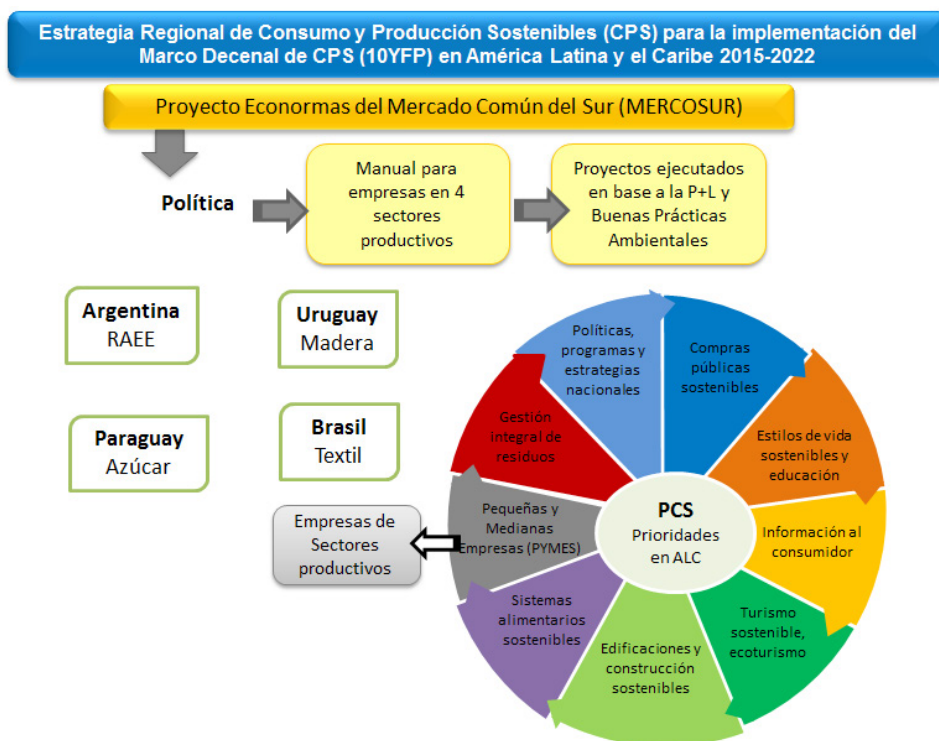 Estrategia Regional de Consumo y Producción Sostenibles (CPS) para la implementación del
Marco Decenal de CPS (10YFP) en América Latina y el Caribe 2015-2022
Proyecto Econormas del Mercado Común del Sur (MERCOSUR)
Política
Manual para
empresas en 4
sectores
productivos
Proyectos ejecutados
en base a la P+L y
Buenas Prácticas
Ambientales
Argentina
RAEE
Uruguay
Madera
Paraguay
Azúcar
Brasil
Textil
Empresas de
Sectores
productivos
Políticas,
programas y
estrategias
nacionales
Compras
públicas
sostenibles
Estilos de vida
sostenibles y
educación
Información al
consumidor
Turismo
sostenible,
ecoturismo
Edificaciones y
construcción
sostenibles
Sistemas
alimentarios
sostenibles
Pequeñas y
Medianas
Empresas (PYMES)
Gestión
integral de
residuos
PCS
Prioridades
en ALC